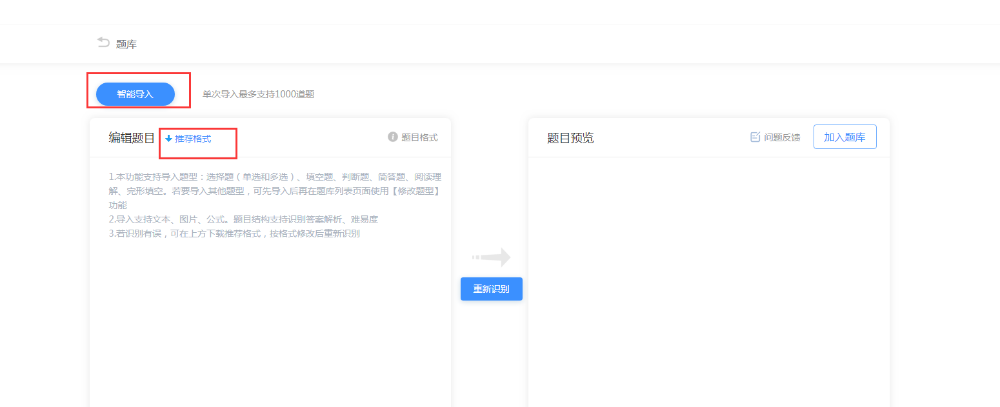 题库
智能导入
单次导入最多支持1000道题
编辑题目
推荐格式
题目格式
1.本功能支持导入题型：选择题（单选和多选）、填空题、判断题、简答题、阅读理
解、完形填空。若要导入其他题型，可先导入后再在题库列表页面使用【修改题型】
功能
2.导入支持文本、图片、公式。题目结构支持识别答案解析、难易度
3.若识别有误，可在上方下载推荐格式，按格式修改后重新识别
重新识别
题目预览
问题反馈
加入题库